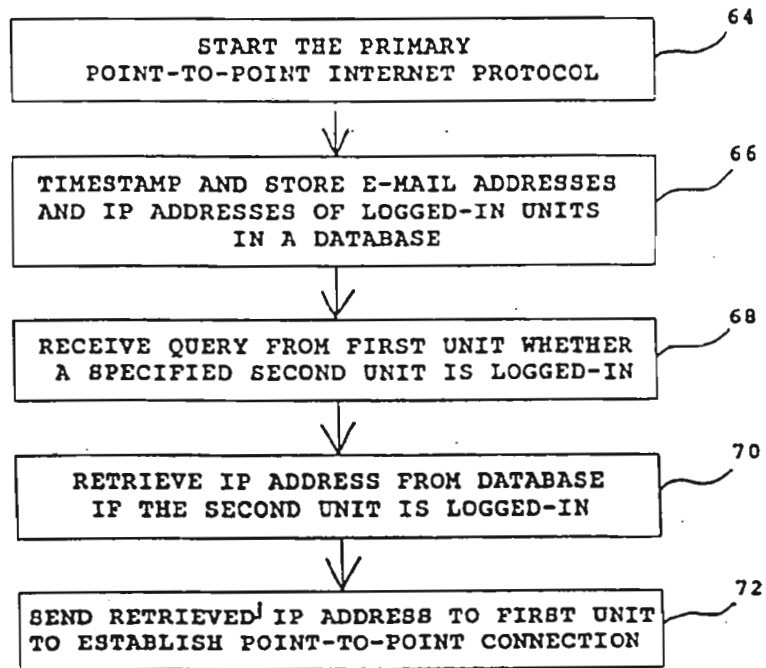 64
START THE PRIMARY
POINT-TO-POINT INTERNET PROTOCOL
66
TIMESTAMP AND STORE E-MAIL ADDRESSES
AND IP ADDRESSES OF LOGGED-IN UNITS
IN A DATABASE
68
RECEIVE QUERY FROM FIRST UNIT WHETHER
A SPECIFIED SECOND UNIT IS LOGGED-IN
70
RETRIEVE IP ADDRESS FROM DATABASE
IF THE SECOND UNIT IS LOGGED-IN
72
SEND RETRIEVED IP ADDRESS TO FIRST UNIT
TO ESTABLISH POINT-TO-POINT CONNECTION